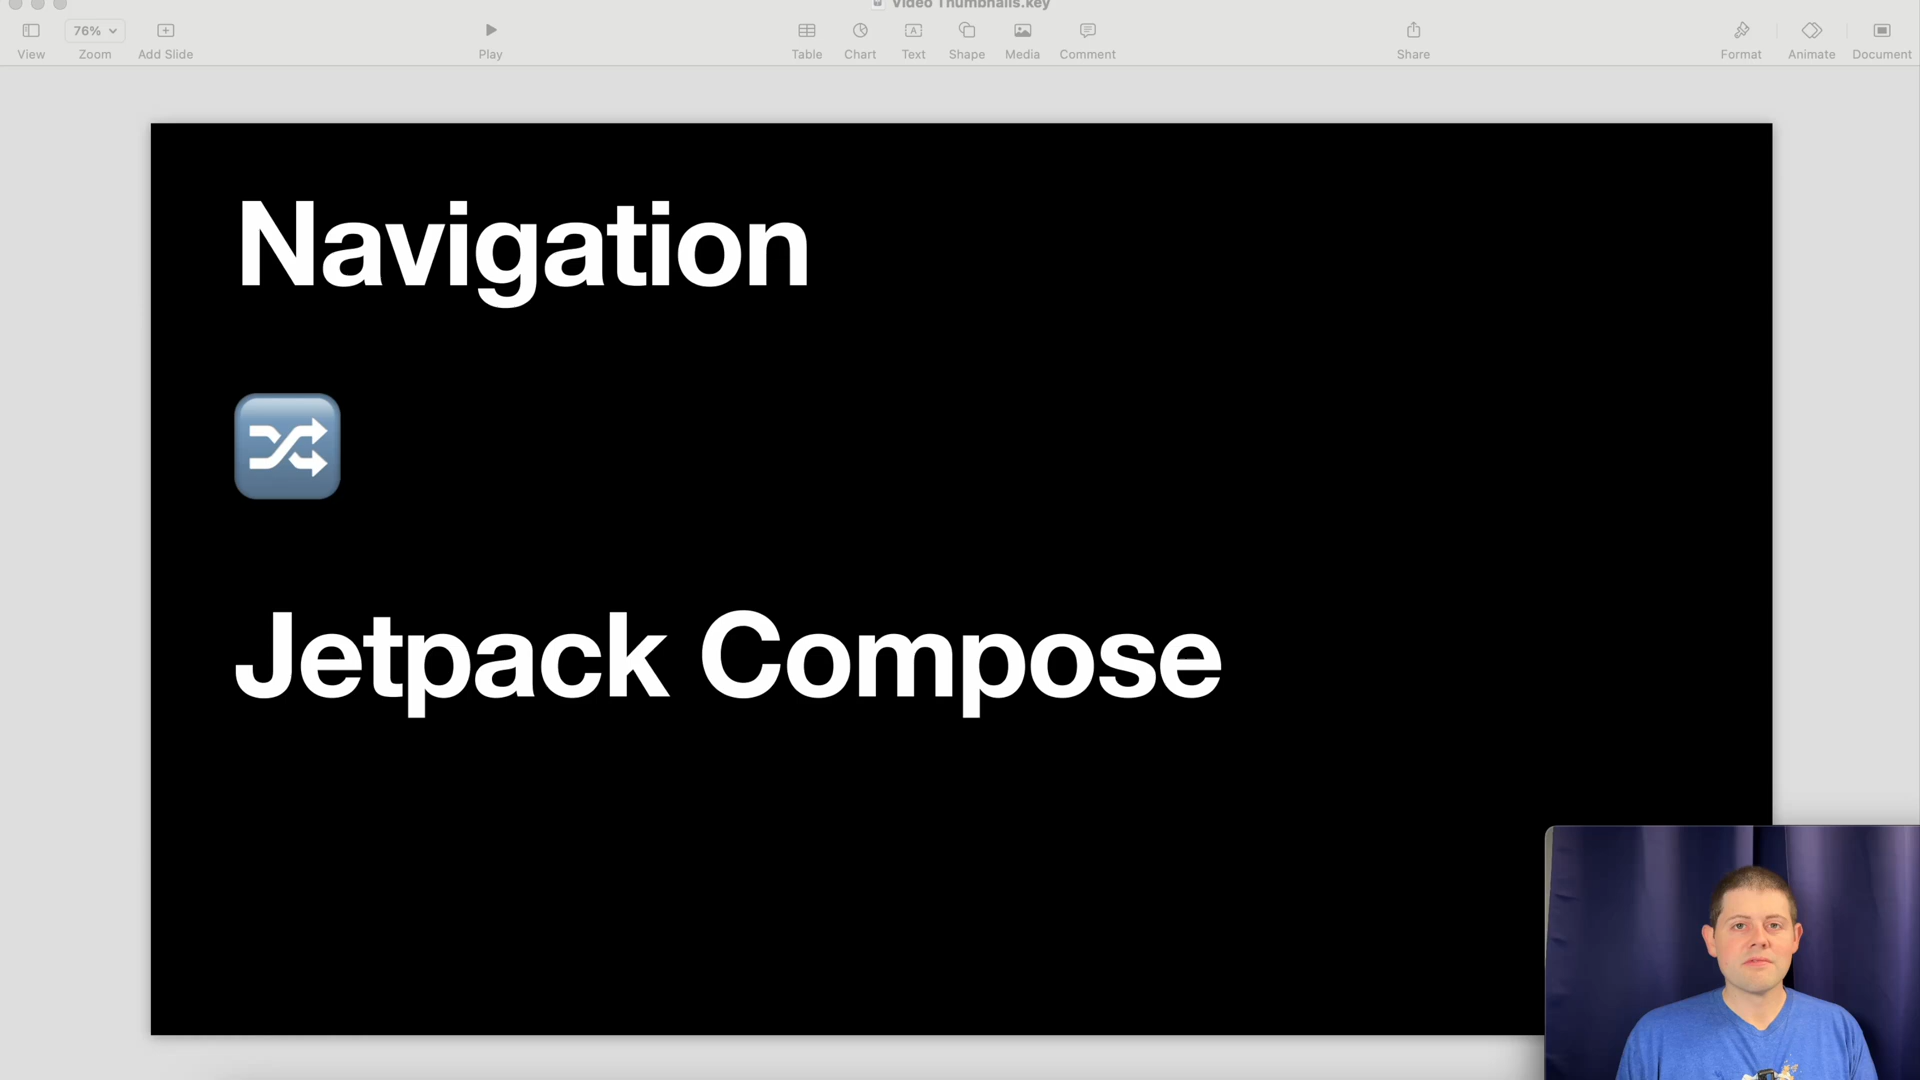 Video Thumbnails.key
76%
View
Zoom
Add Slide
Play
Table
Chart
Text
Shape
Media
Comment
Share
Format
Animate
Document
Navigation
Jetpack Compose